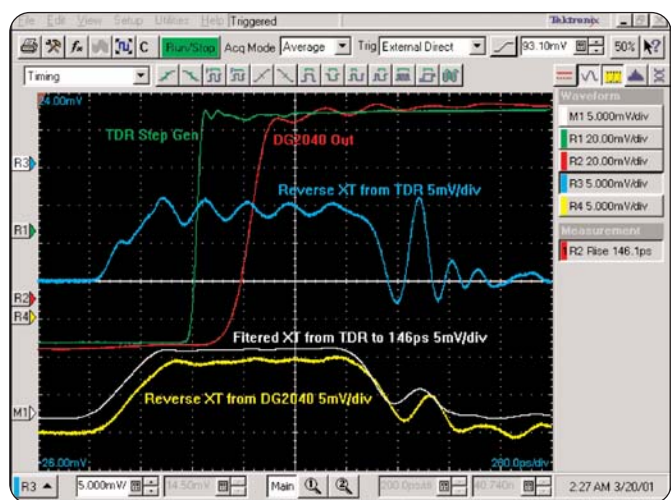 File Edit View Setup Utilities Help Triggered Tektronix
C Run/Stop Acq Mode Average Trig External Direct 93.10mV 50%
Timing
Waveform
M1 5.000mV/div
R1 20.00mV/div
R2 20.00mV/div
R3 5.000mV/div
R4 5.000mV/div
Measurement
1 R2 Rise 146.1ps
24.00mV
TDR Step Gen
DG2040 Out
R3
Reverse XT from TDR 5mV/div
R1
R2
R4
Filtered XT from TDR to 146ps 5mV/div
Reverse XT from DG2040 5mV/div
M1
-26.00mV
200.0ps/div
R3 5.000mV/ 14.50mV Main 1 2 200.0ps/di 40.740n 2:27 AM 3/20/01